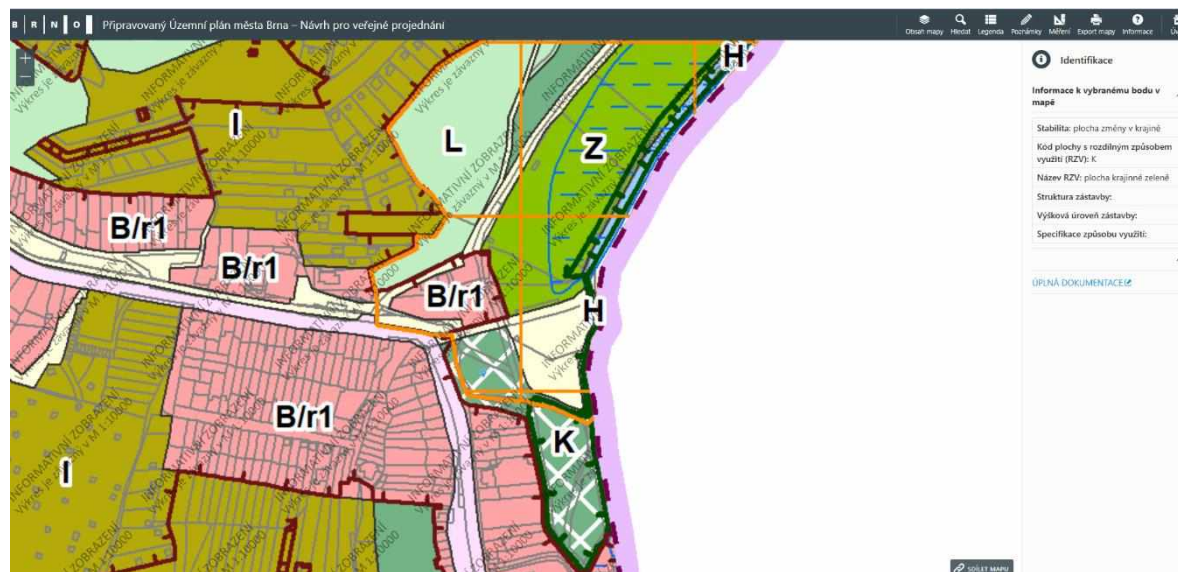 B R N O Připravovaný Územní plán města Brna – Návrh pro veřejné projednání
Obsah mapy Hledat Legenda Poznámky Měření Export mapy Informace
+
−
Identifikace
Informace k vybranému bodu v
mapě
Stabilita: plocha změny v krajině
Kód plochy s rozdílným způsobem
využití (RZV): K
Název RZV: plocha krajinné zeleně
Struktura zástavby:
Výšková úroveň zástavby:
Specifikace způsobu využití:
ÚPLNÁ DOKUMENTACE
H
I
L
Z
B/r1
B/r1
B/r1
H
B/r1
K
I
INFORMATIVNÍ ZOBRAZENÍ
Výkres je závazný v M 1:10000
SDÍLET MAPU